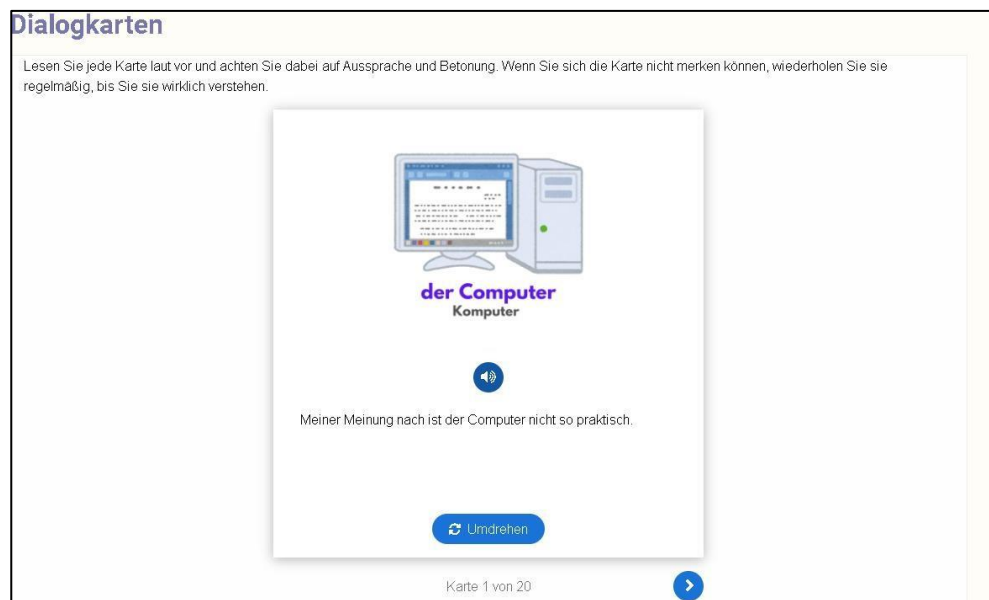 Dialogkarten
Lesen Sie jede Karte laut vor und achten Sie dabei auf Aussprache und Betonung. Wenn Sie sich die Karte nicht merken können, wiederholen Sie sie
regelmäßig, bis Sie sie wirklich verstehen.
der Computer
Komputer
Meiner Meinung nach ist der Computer nicht so praktisch.
Umdrehen
Karte 1 von 20